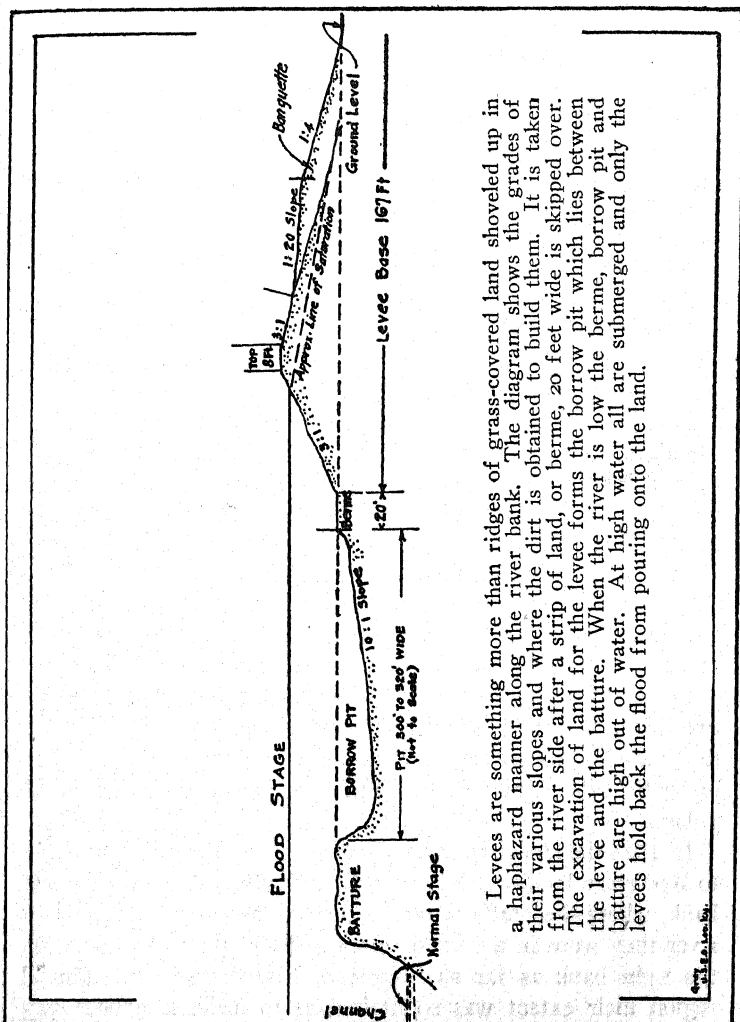 Banquette
1:4
Ground Level
1:20 Slope
Approx. Line of Saturation
TOP
8 Ft.
3:1
3:1
Levee Base 167 Ft
BERME
20'
FLOOD STAGE
10:1 Slope
BORROW PIT
PIT 300' TO 320' WIDE
(Not to Scale)
BATTURE
Normal Stage
Channel
Levees are something more than ridges of grass-covered land shoveled up in
a haphazard manner along the river bank. The diagram shows the grades of
their various slopes and where the dirt is obtained to build them. It is taken
from the river side after a strip of land, or berme, 20 feet wide is skipped over.
The excavation of land for the levee forms the borrow pit which lies between
the levee and the batture. When the river is low the berme, borrow pit and
batture are high out of water. At high water all are submerged and only the
levees hold back the flood from pouring onto the land.